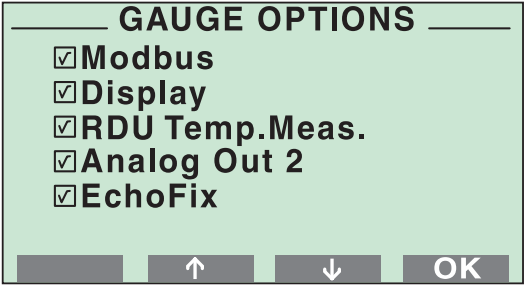 GAUGE OPTIONS
☑Modbus
☑Display
☑RDU Temp.Meas.
☑Analog Out 2
☑EchoFix
↑ ↓ OK